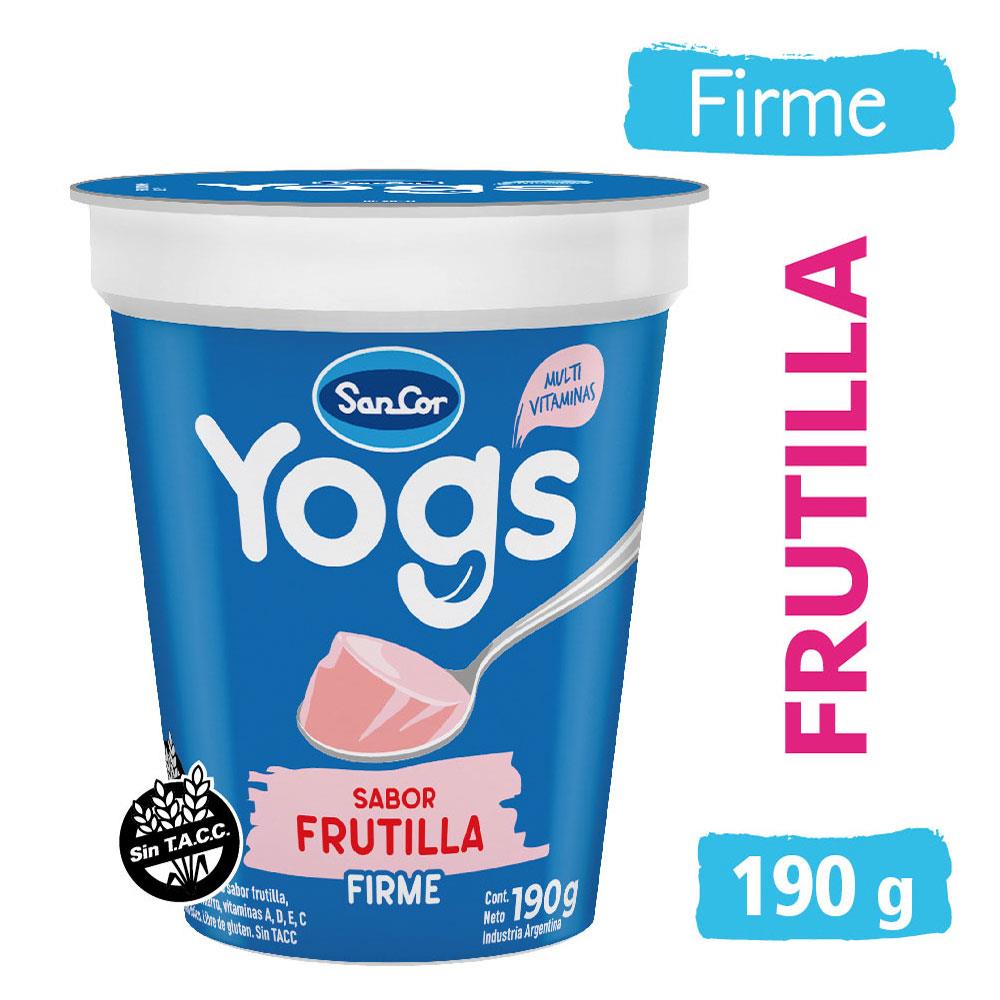 Firme
Yogs
SanCor
MULTI
VITAMINAS
Yogs
SABOR
FRUTILLA
FIRME
Sin T.A.C.C.
sabor frutilla,
vitaminas A, D, E, C
Libre de gluten. Sin TACC
Cont.
Neto 190g
Industria Argentina
FRUTILLA
190 g